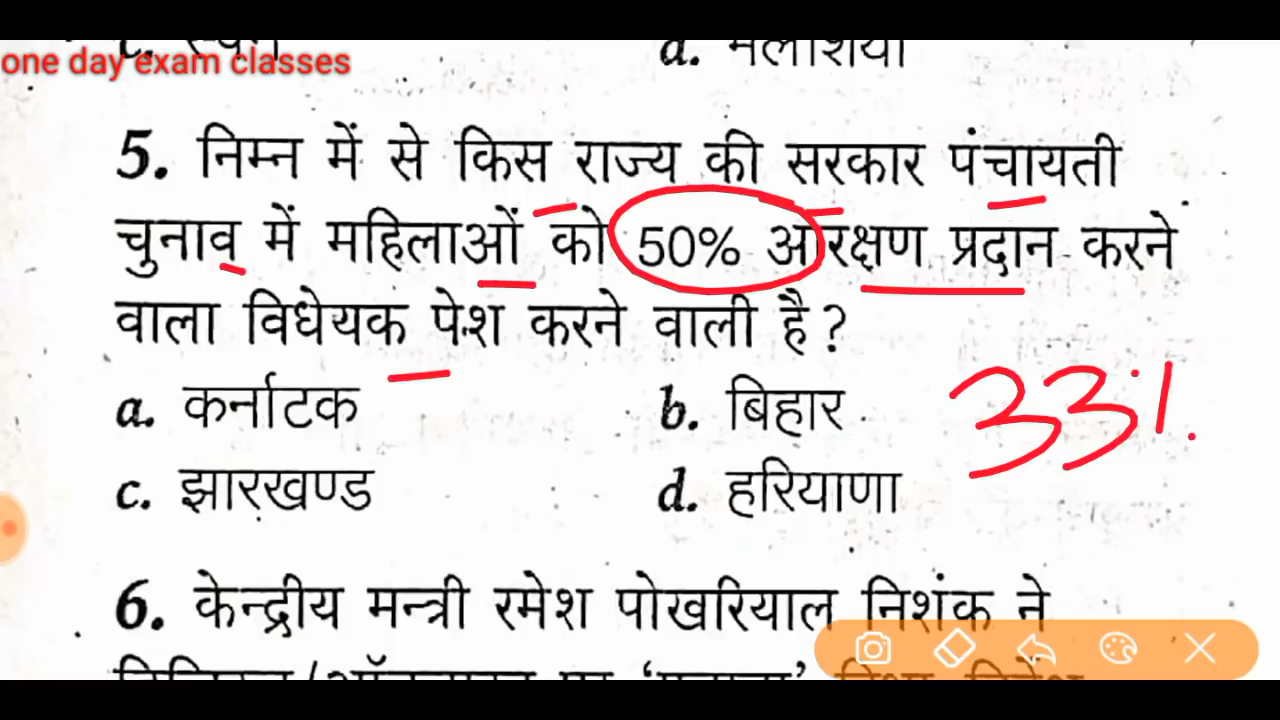 one day exam classes
d. मलेशिया
5. निम्न में से किस राज्य की सरकार पंचायती
चुनाव में महिलाओं को 50% आरक्षण प्रदान करने
वाला विधेयक पेश करने वाली है?
a. कर्नाटक b. बिहार
33%
c. झारखण्ड d. हरियाणा
6. केन्द्रीय मन्त्री रमेश पोखरियाल निशंक ने